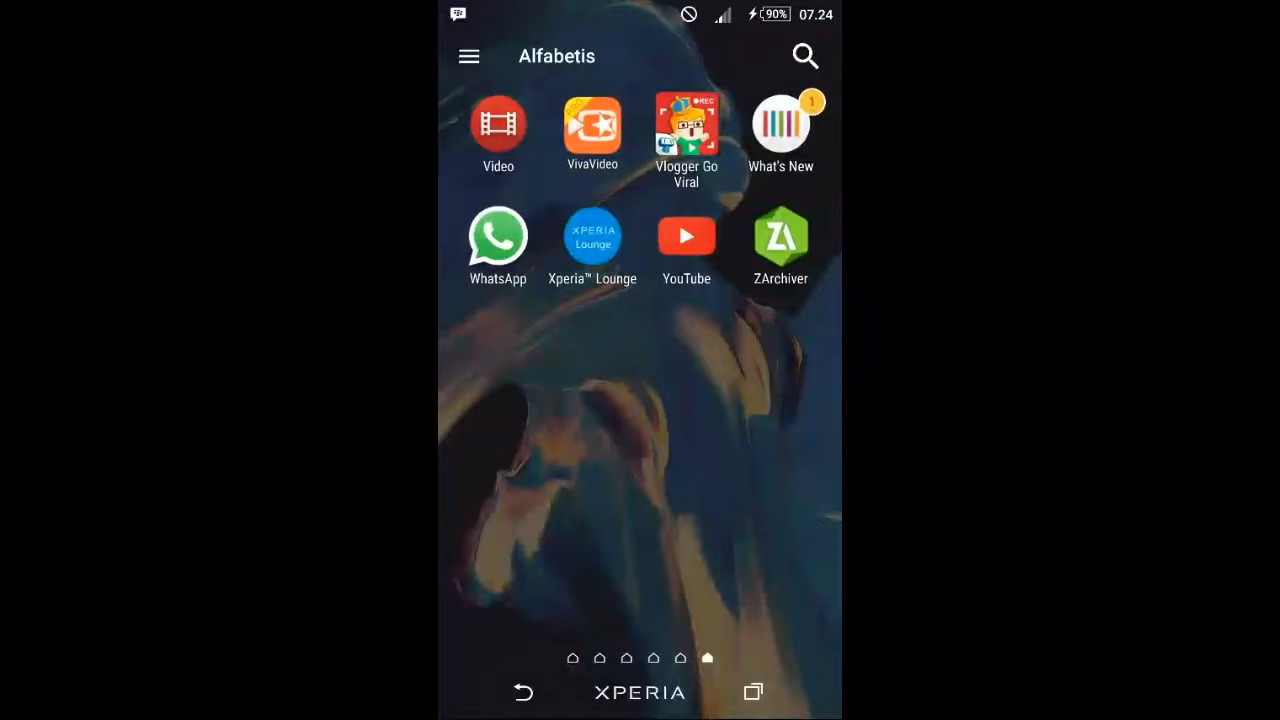 90% 07.24
Alfabetis
REC
1
Video
VivaVideo
Vlogger Go
Viral
What's New
XPERIA
Lounge
ZA
WhatsApp
Xperia™ Lounge
YouTube
ZArchiver
XPERIA